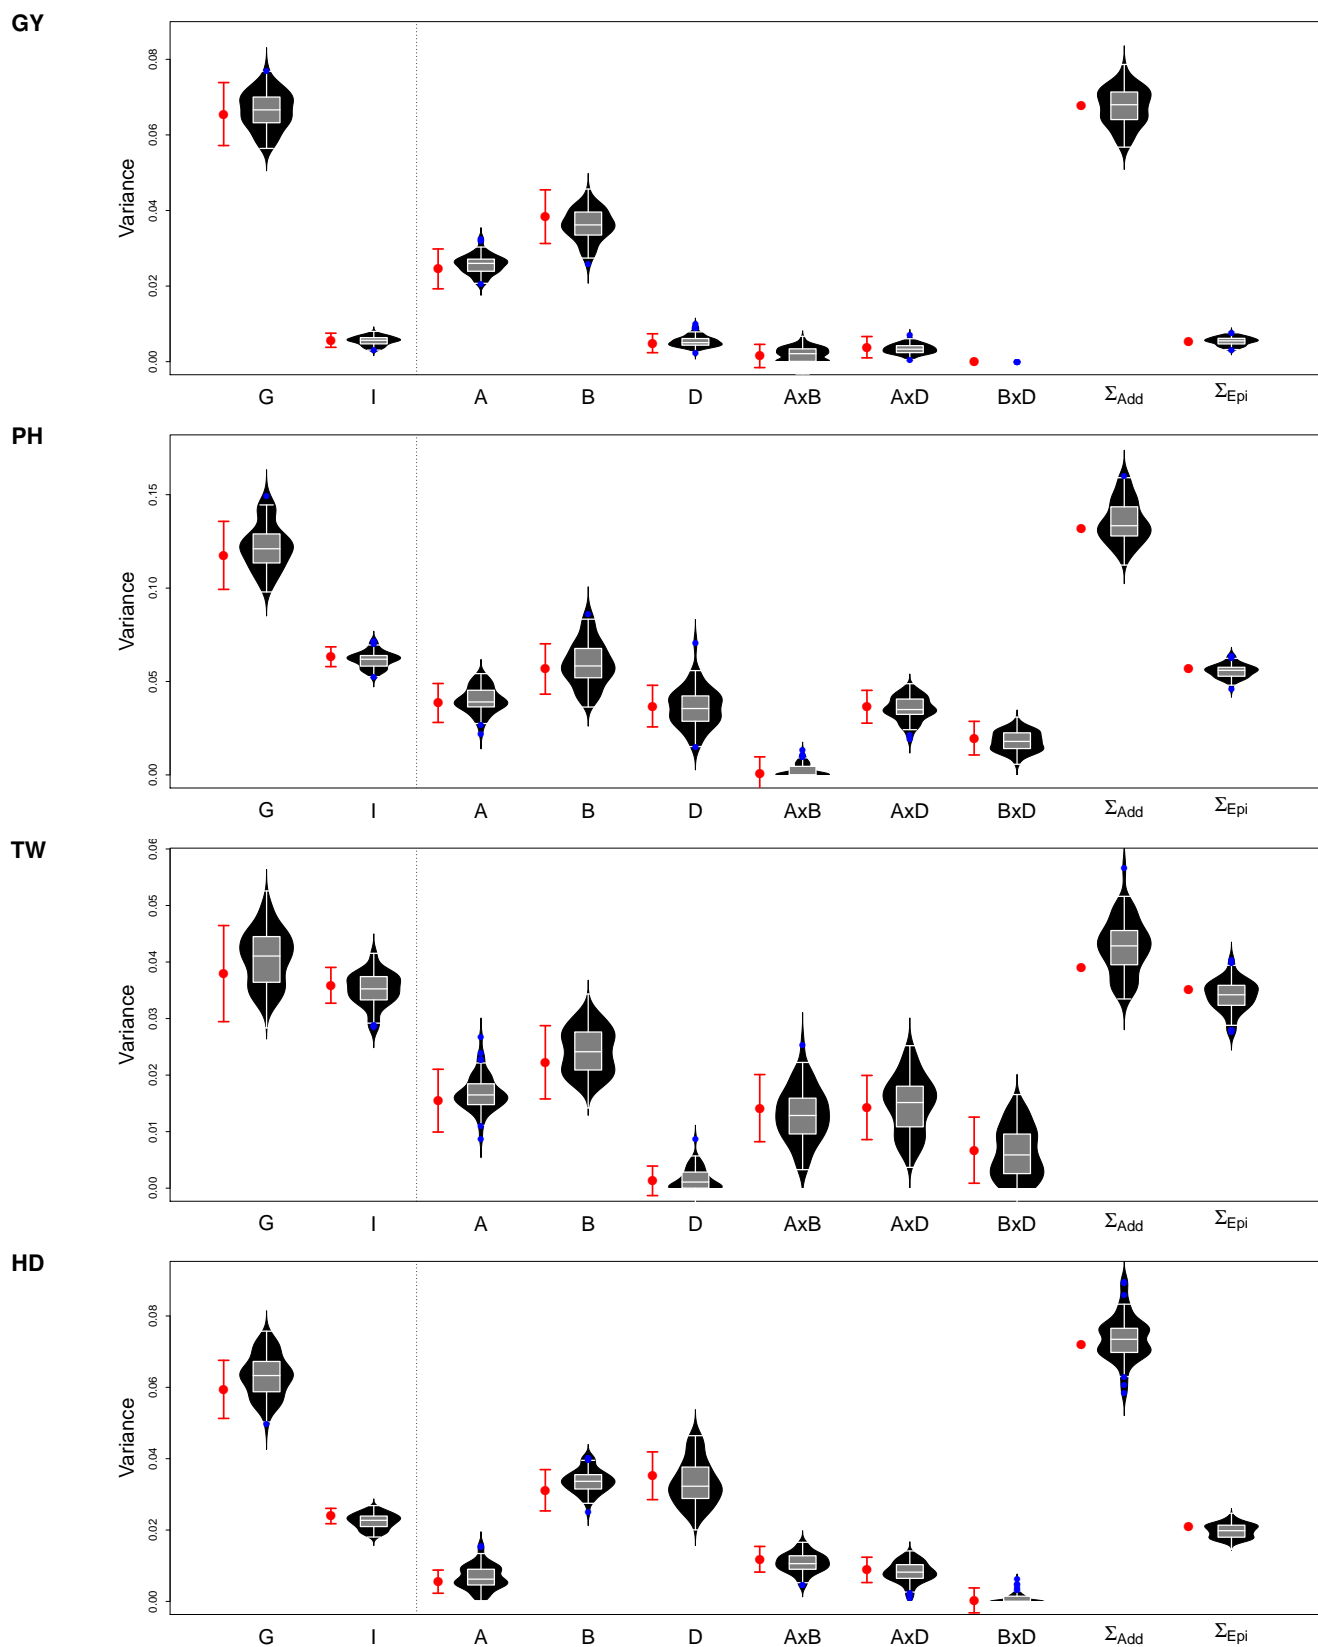 GY
Variance
0.00 0.02 0.04 0.06 0.08
G I A B D AxB AxD BxD ΣAdd ΣEpi
PH
Variance
0.00 0.05 0.10 0.15
G I A B D AxB AxD BxD ΣAdd ΣEpi
TW
Variance
0.00 0.01 0.02 0.03 0.04 0.05 0.06
G I A B D AxB AxD BxD ΣAdd ΣEpi
HD
Variance
0.00 0.02 0.04 0.06 0.08
G I A B D AxB AxD BxD ΣAdd ΣEpi